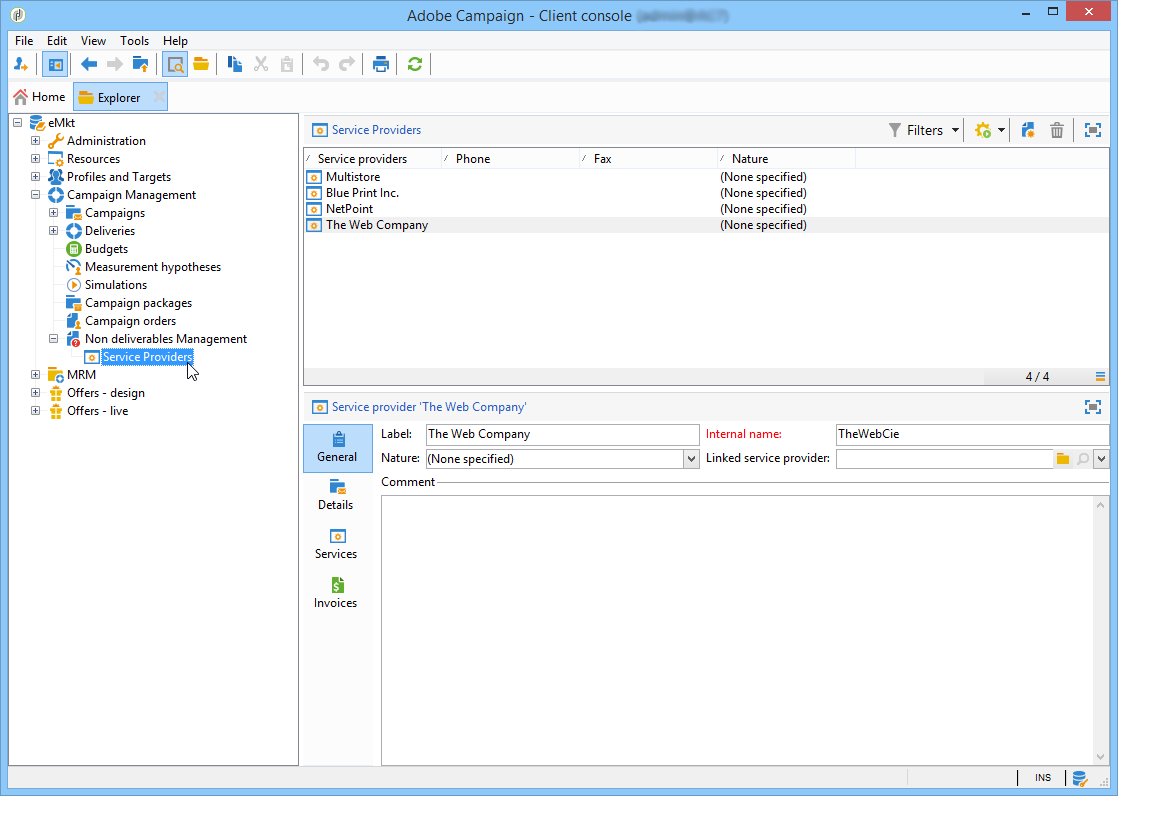 Adobe Campaign - Client console
File Edit View Tools Help
Home Explorer
eMkt
Administration
Resources
Profiles and Targets
Campaign Management
Campaigns
Deliveries
Budgets
Measurement hypotheses
Simulations
Campaign packages
Campaign orders
Non deliverables Management
Service Providers
MRM
Offers - design
Offers - live
Service Providers Filters
Service providers Phone Fax Nature
Multistore (None specified)
Blue Print Inc. (None specified)
NetPoint (None specified)
The Web Company (None specified)
4 / 4
Service provider 'The Web Company'
General
Details
Services
Invoices
Label: The Web Company Internal name: TheWebCie
Nature: (None specified) Linked service provider:
Comment
INS